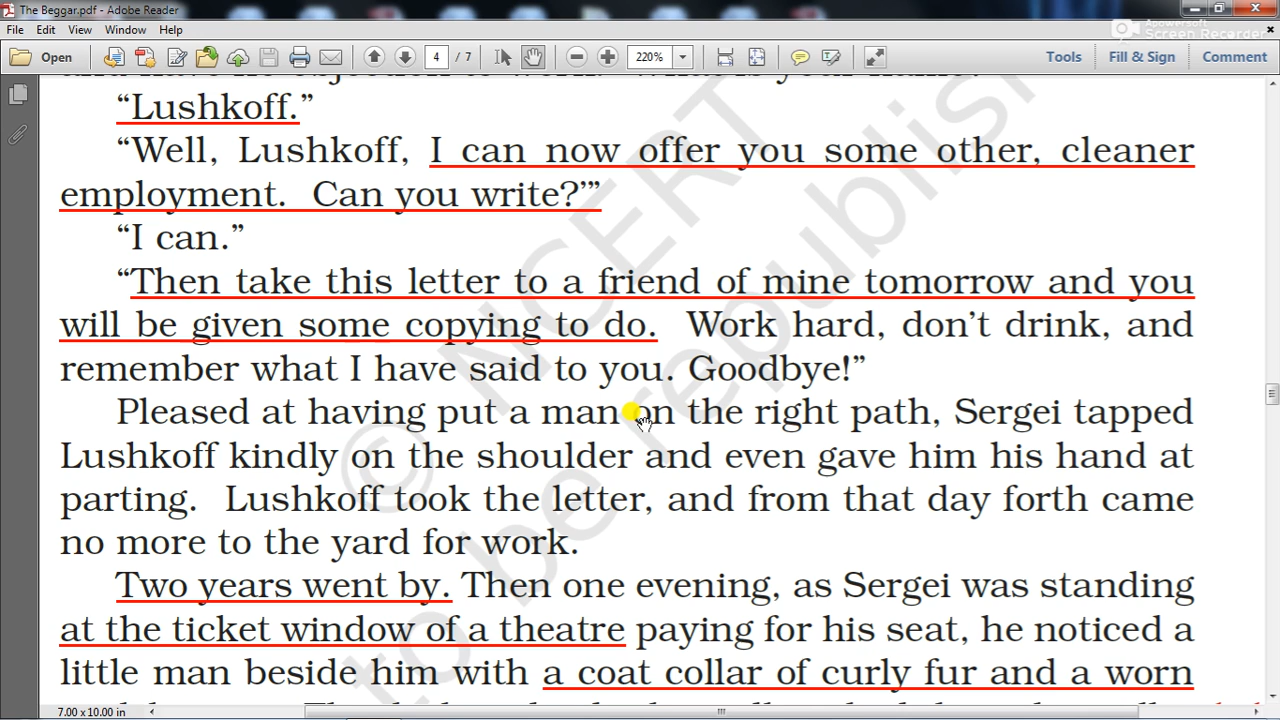 The Beggar.pdf - Adobe Reader
File Edit View Window Help
Apowersoft
Screen Recorder
Open 4 / 7 220% Tools Fill & Sign Comment
“Lushkoff.”
“Well, Lushkoff, I can now offer you some other, cleaner
employment. Can you write?’”
“I can.”
“Then take this letter to a friend of mine tomorrow and you
will be given some copying to do. Work hard, don’t drink, and
remember what I have said to you. Goodbye!”
Pleased at having put a man on the right path, Sergei tapped
Lushkoff kindly on the shoulder and even gave him his hand at
parting. Lushkoff took the letter, and from that day forth came
no more to the yard for work.
Two years went by. Then one evening, as Sergei was standing
at the ticket window of a theatre paying for his seat, he noticed a
little man beside him with a coat collar of curly fur and a worn
© NCERT
to be republis
7.00 x 10.00 in